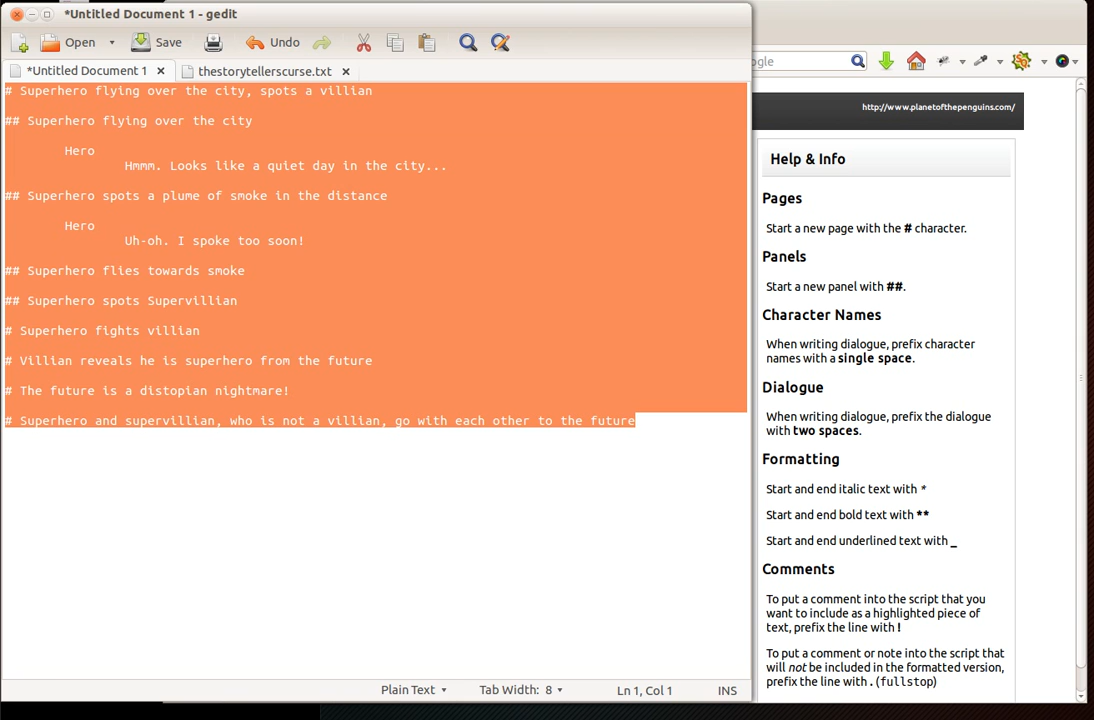 *Untitled Document 1 - gedit
Open Save Undo
*Untitled Document 1 thestorytellerscurse.txt
# Superhero flying over the city, spots a villian
## Superhero flying over the city
Hero
Hmmm. Looks like a quiet day in the city...
## Superhero spots a plume of smoke in the distance
Hero
Uh-oh. I spoke too soon!
## Superhero flies towards smoke
## Superhero spots Supervillian
# Superhero fights villian
# Villian reveals he is superhero from the future
# The future is a distopian nightmare!
# Superhero and supervillian, who is not a villian, go with each other to the future
Plain Text Tab Width: 8 Ln 1, Col 1 INS
ogle
http://www.planetofthepenguins.com/
Help & Info
Pages
Start a new page with the # character.
Panels
Start a new panel with ##.
Character Names
When writing dialogue, prefix character
names with a single space.
Dialogue
When writing dialogue, prefix the dialogue
with two spaces.
Formatting
Start and end italic text with *
Start and end bold text with **
Start and end underlined text with _
Comments
To put a comment into the script that you
want to include as a highlighted piece of
text, prefix the line with !
To put a comment or note into the script that
will not be included in the formatted version,
prefix the line with . (fullstop)